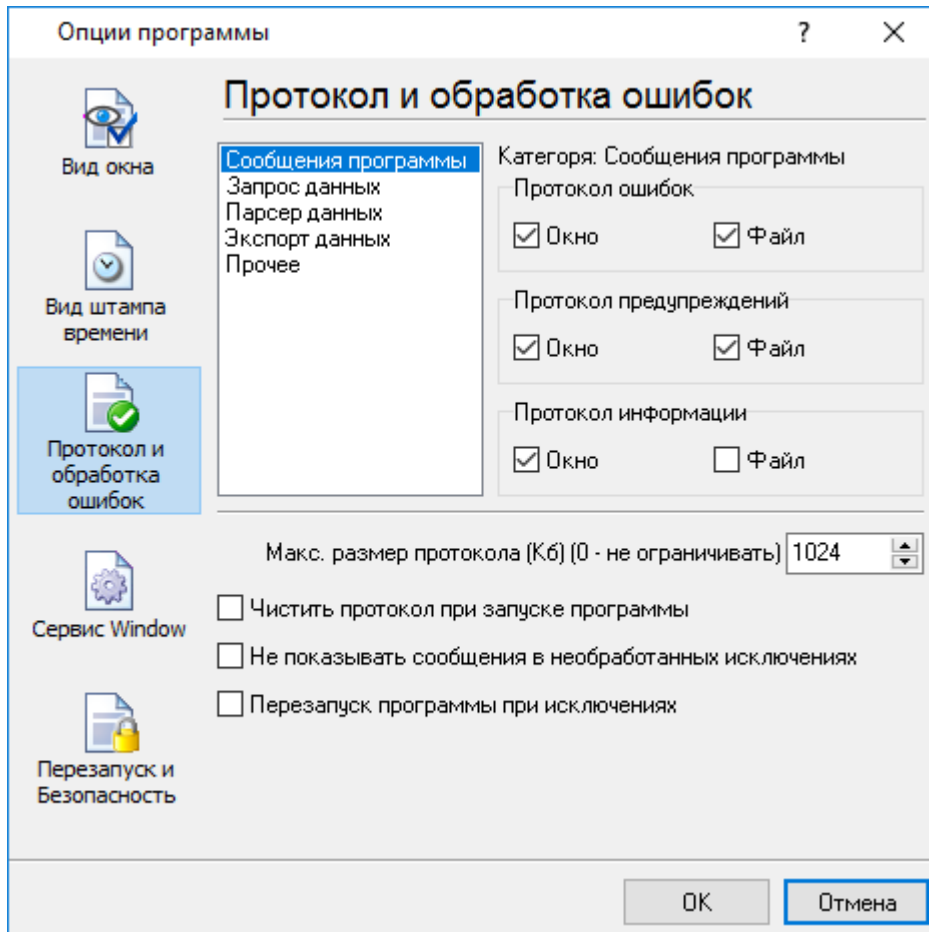 Опции программы
Вид окна
Вид штампа
времени
Протокол и
обработка
ошибок
Сервис Window
Перезапуск и
Безопасность
Протокол и обработка ошибок
Сообщения программы
Запрос данных
Парсер данных
Экспорт данных
Прочее
Категоря: Сообщения программы
Протокол ошибок
Окно Файл
Протокол предупреждений
Окно Файл
Протокол информации
Окно Файл
Макс. размер протокола (Кб) (0 - не ограничивать) 1024
Чистить протокол при запуске программы
Не показывать сообщения в необработанных исключениях
Перезапуск программы при исключениях
OK Отмена